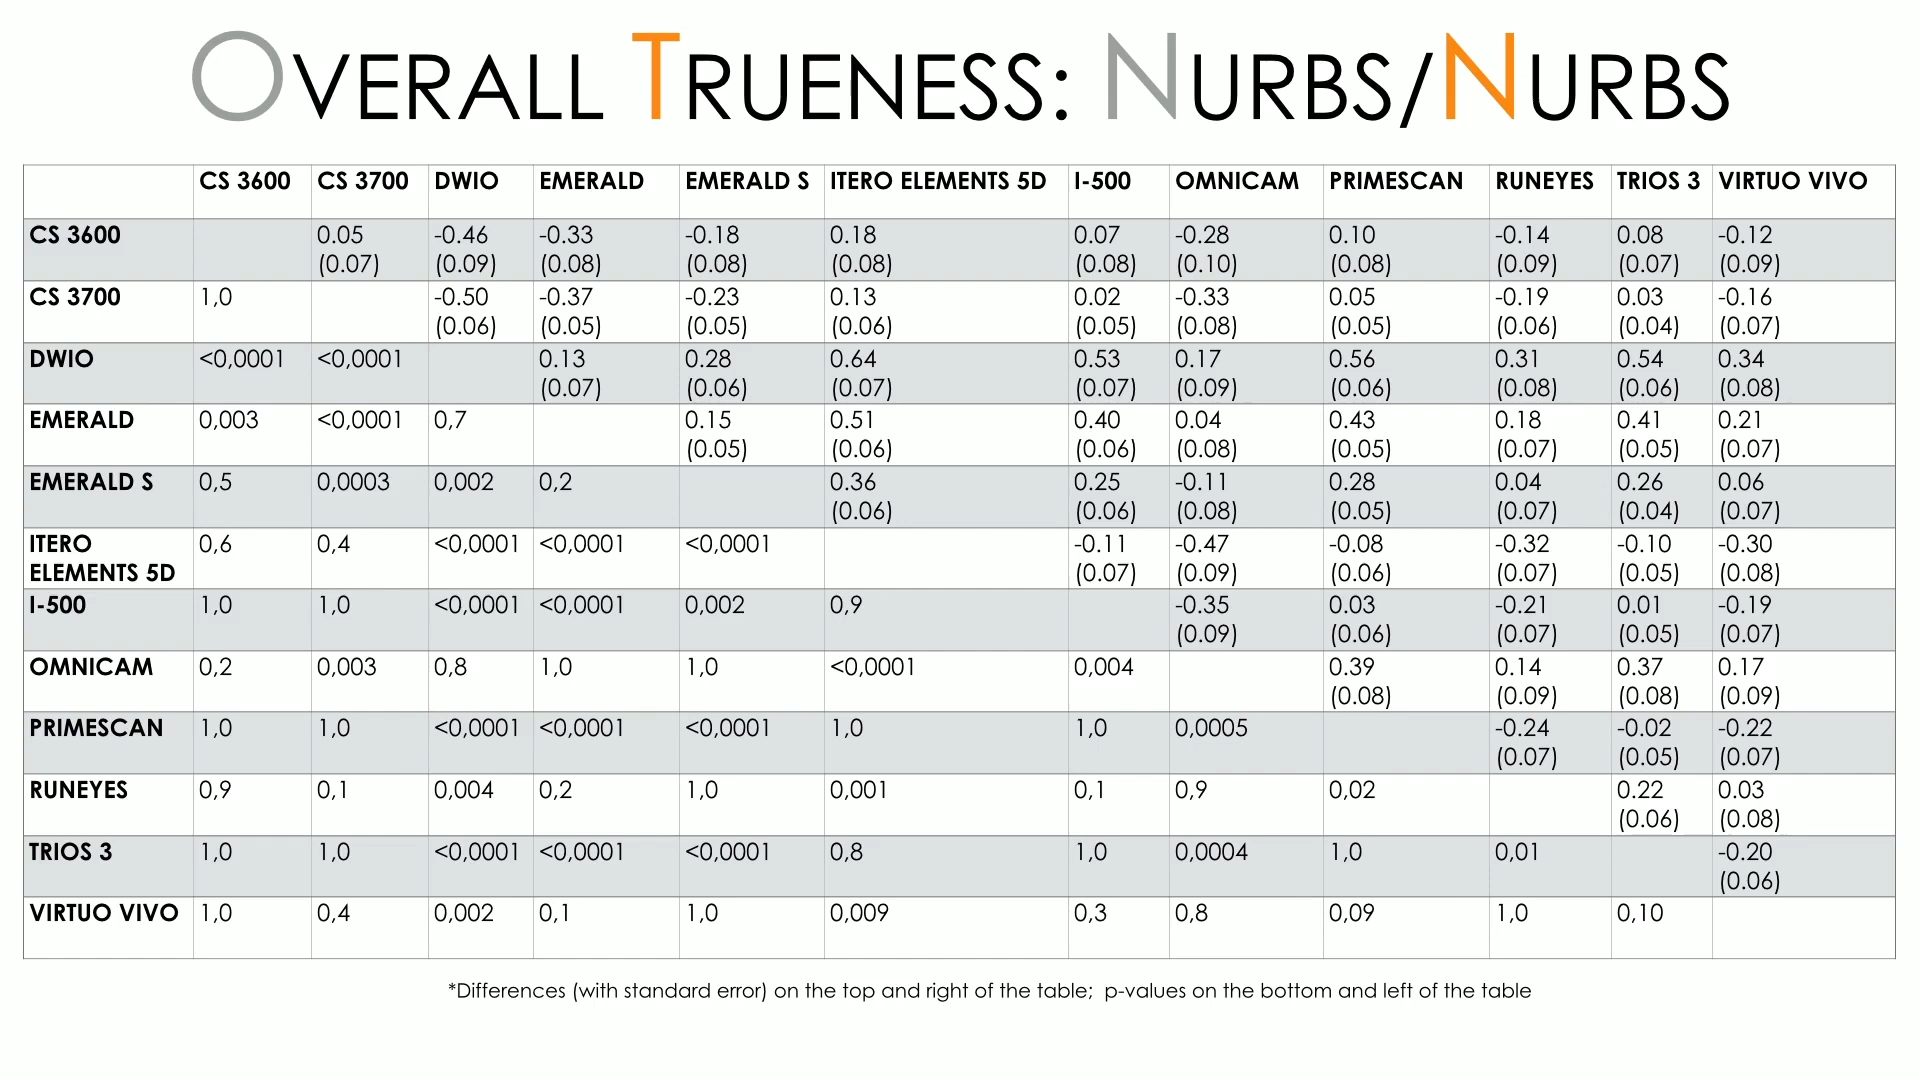 OVERALL TRUENESS: NURBS/NURBS
CS 3600 CS 3700 DWIO EMERALD EMERALD S ITERO ELEMENTS 5D I-500 OMNICAM PRIMESCAN RUNEYES TRIOS 3 VIRTUO VIVO
CS 3600 0.05 -0.46 -0.33 -0.18 0.18 0.07 -0.28 0.10 -0.14 0.08 -0.12
(0.07) (0.09) (0.08) (0.08) (0.08) (0.08) (0.10) (0.08) (0.09) (0.07) (0.09)
CS 3700 1,0 -0.50 -0.37 -0.23 0.13 0.02 -0.33 0.05 -0.19 0.03 -0.16
(0.06) (0.05) (0.05) (0.06) (0.05) (0.08) (0.05) (0.06) (0.04) (0.07)
DWIO <0,0001 <0,0001 0.13 0.28 0.64 0.53 0.17 0.56 0.31 0.54 0.34
(0.07) (0.06) (0.07) (0.07) (0.09) (0.06) (0.08) (0.06) (0.08)
EMERALD 0,003 <0,0001 0,7 0.15 0.51 0.40 0.04 0.43 0.18 0.41 0.21
(0.05) (0.06) (0.06) (0.08) (0.05) (0.07) (0.05) (0.07)
EMERALD S 0,5 0,0003 0,002 0,2 0.36 0.25 -0.11 0.28 0.04 0.26 0.06
(0.06) (0.06) (0.08) (0.05) (0.07) (0.04) (0.07)
ITERO 0,6 0,4 <0,0001 <0,0001 <0,0001 -0.11 -0.47 -0.08 -0.32 -0.10 -0.30
ELEMENTS 5D (0.07) (0.09) (0.06) (0.07) (0.05) (0.08)
I-500 1,0 1,0 <0,0001 <0,0001 0,002 0,9 -0.35 0.03 -0.21 0.01 -0.19
(0.09) (0.06) (0.07) (0.05) (0.07)
OMNICAM 0,2 0,003 0,8 1,0 1,0 <0,0001 0,004 0.39 0.14 0.37 0.17
(0.08) (0.09) (0.08) (0.09)
PRIMESCAN 1,0 1,0 <0,0001 <0,0001 <0,0001 1,0 1,0 0,0005 -0.24 -0.02 -0.22
(0.07) (0.05) (0.07)
RUNEYES 0,9 0,1 0,004 0,2 1,0 0,001 0,1 0,9 0,02 0.22 0.03
(0.06) (0.08)
TRIOS 3 1,0 1,0 <0,0001 <0,0001 <0,0001 0,8 1,0 0,0004 1,0 0,01 -0.20
(0.06)
VIRTUO VIVO 1,0 0,4 0,002 0,1 1,0 0,009 0,3 0,8 0,09 1,0 0,10
*Differences (with standard error) on the top and right of the table; p-values on the bottom and left of the table